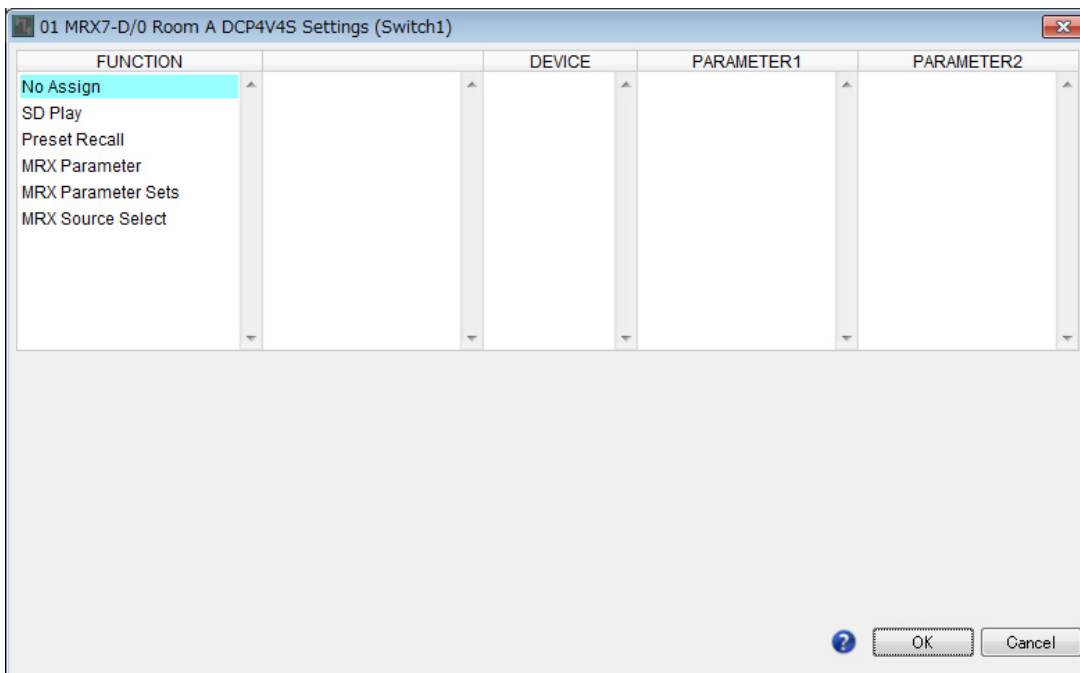 01 MRX7-D/0 Room A DCP4V4S Settings (Switch1)
FUNCTION DEVICE PARAMETER1 PARAMETER2
No Assign
SD Play
Preset Recall
MRX Parameter
MRX Parameter Sets
MRX Source Select
? OK Cancel